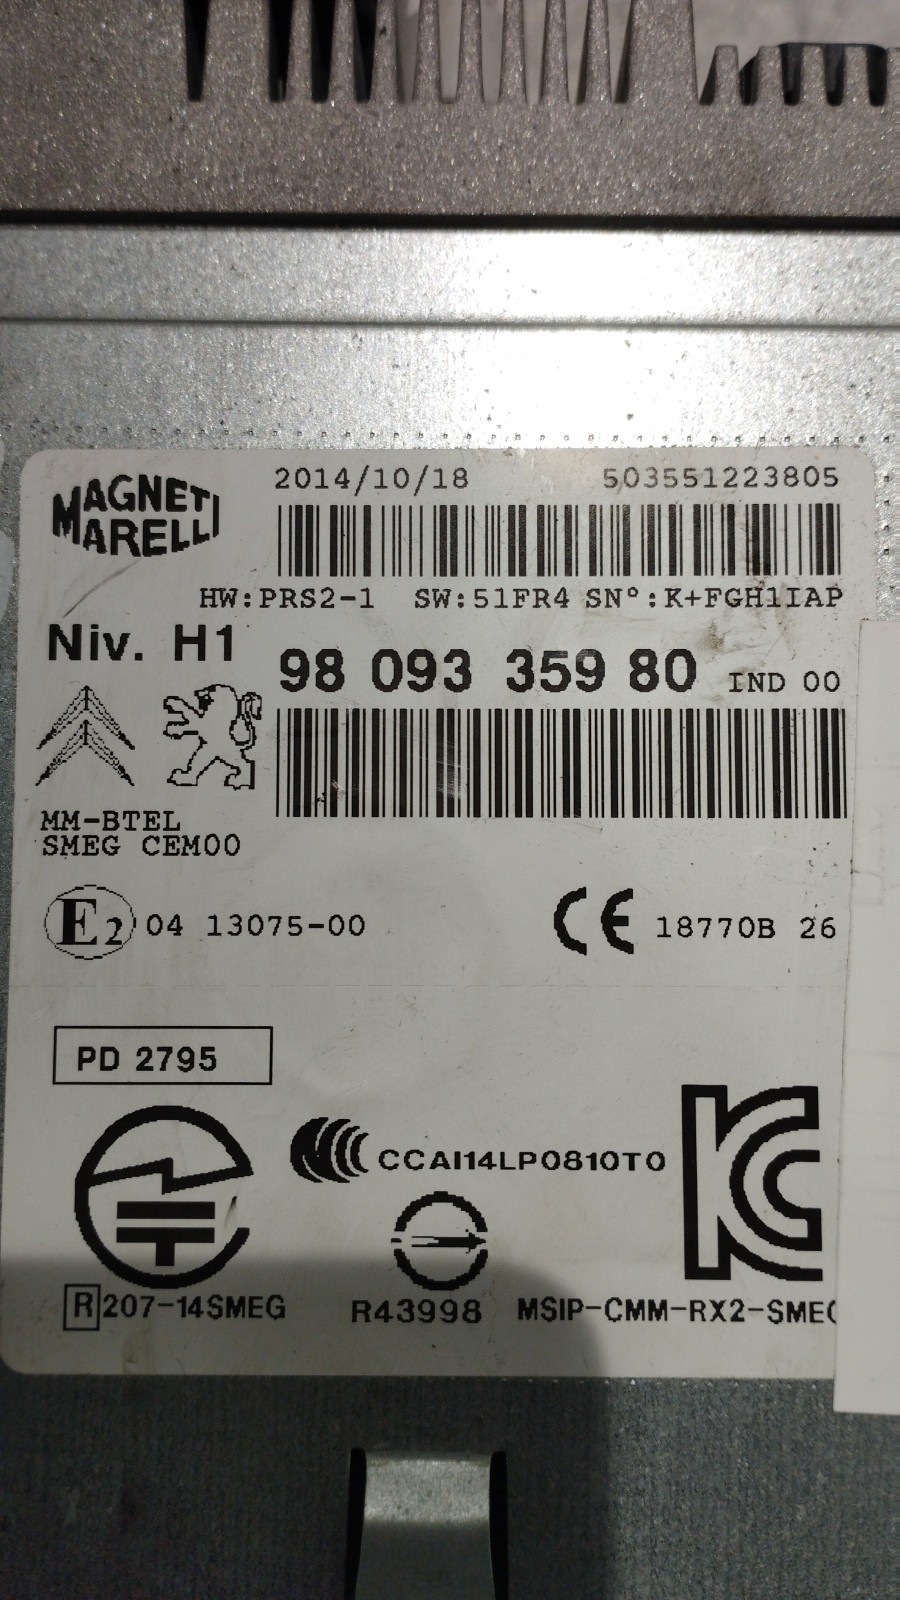 MAGNETI
MARELLI
2014/10/18 503551223805
HW:PRS2-1 SW:51FR4 SN°:K+FGH1IAP
Niv. H1
98 093 359 80 IND 00
MM-BTEL
SMEG CEM00
E2 04 13075-00
CE 18770B 26
PD 2795
CCAI14LP0810T0
R 207-14SMEG
R43998
MSIP-CMM-RX2-SMEG